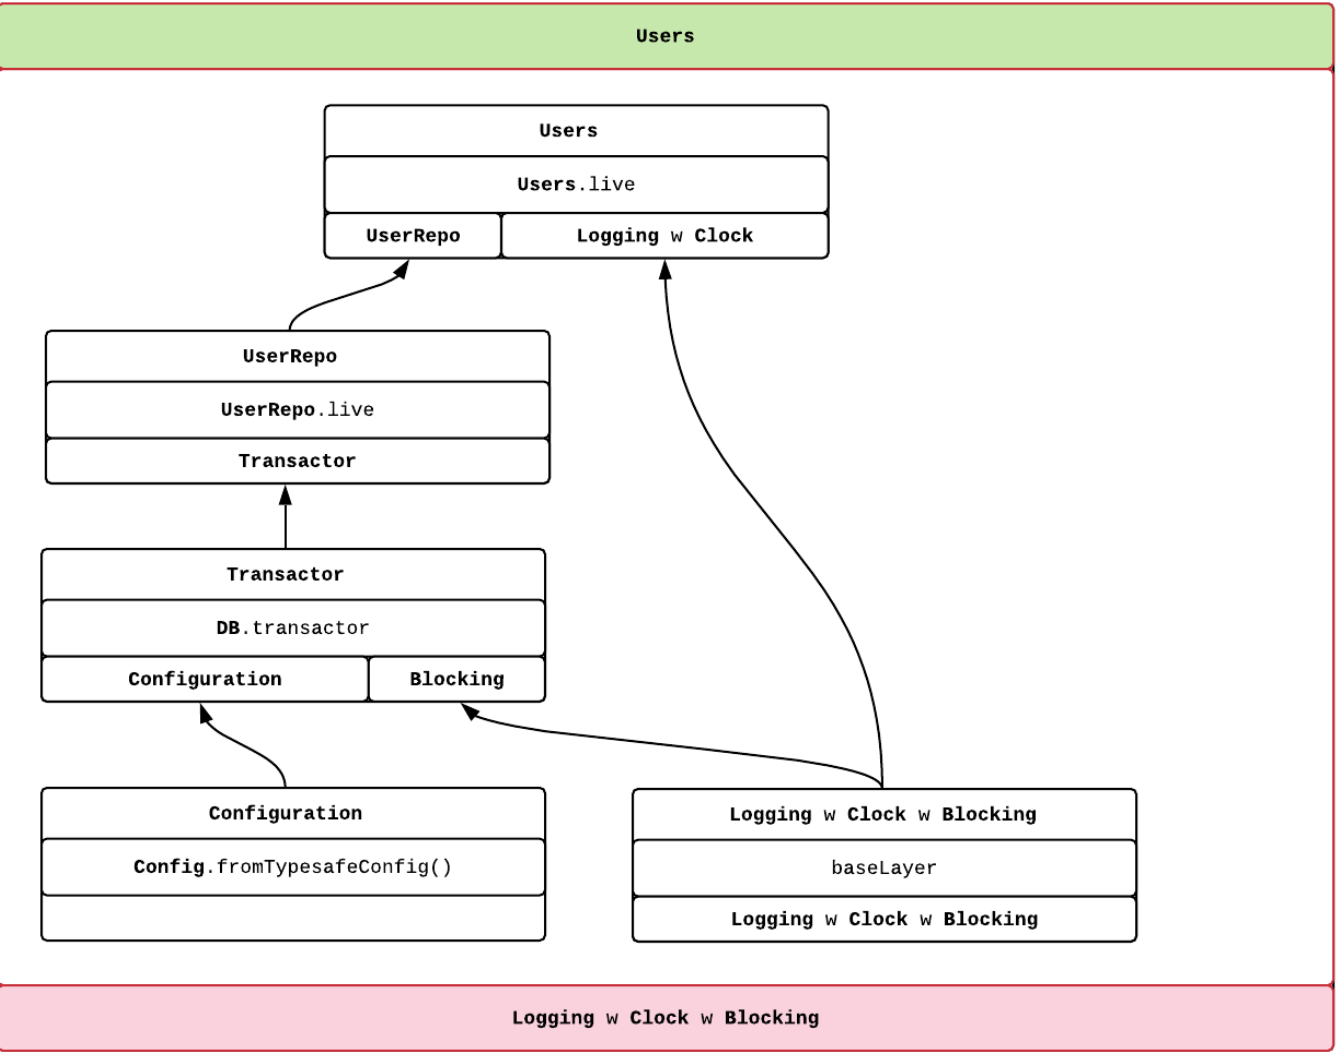 Users
Users
Users.live
UserRepo
Logging w Clock
UserRepo
UserRepo.live
Transactor
Transactor
DB.transactor
Configuration
Blocking
Configuration
Config.fromTypesafeConfig()
Logging w Clock w Blocking
baseLayer
Logging w Clock w Blocking
Logging w Clock w Blocking